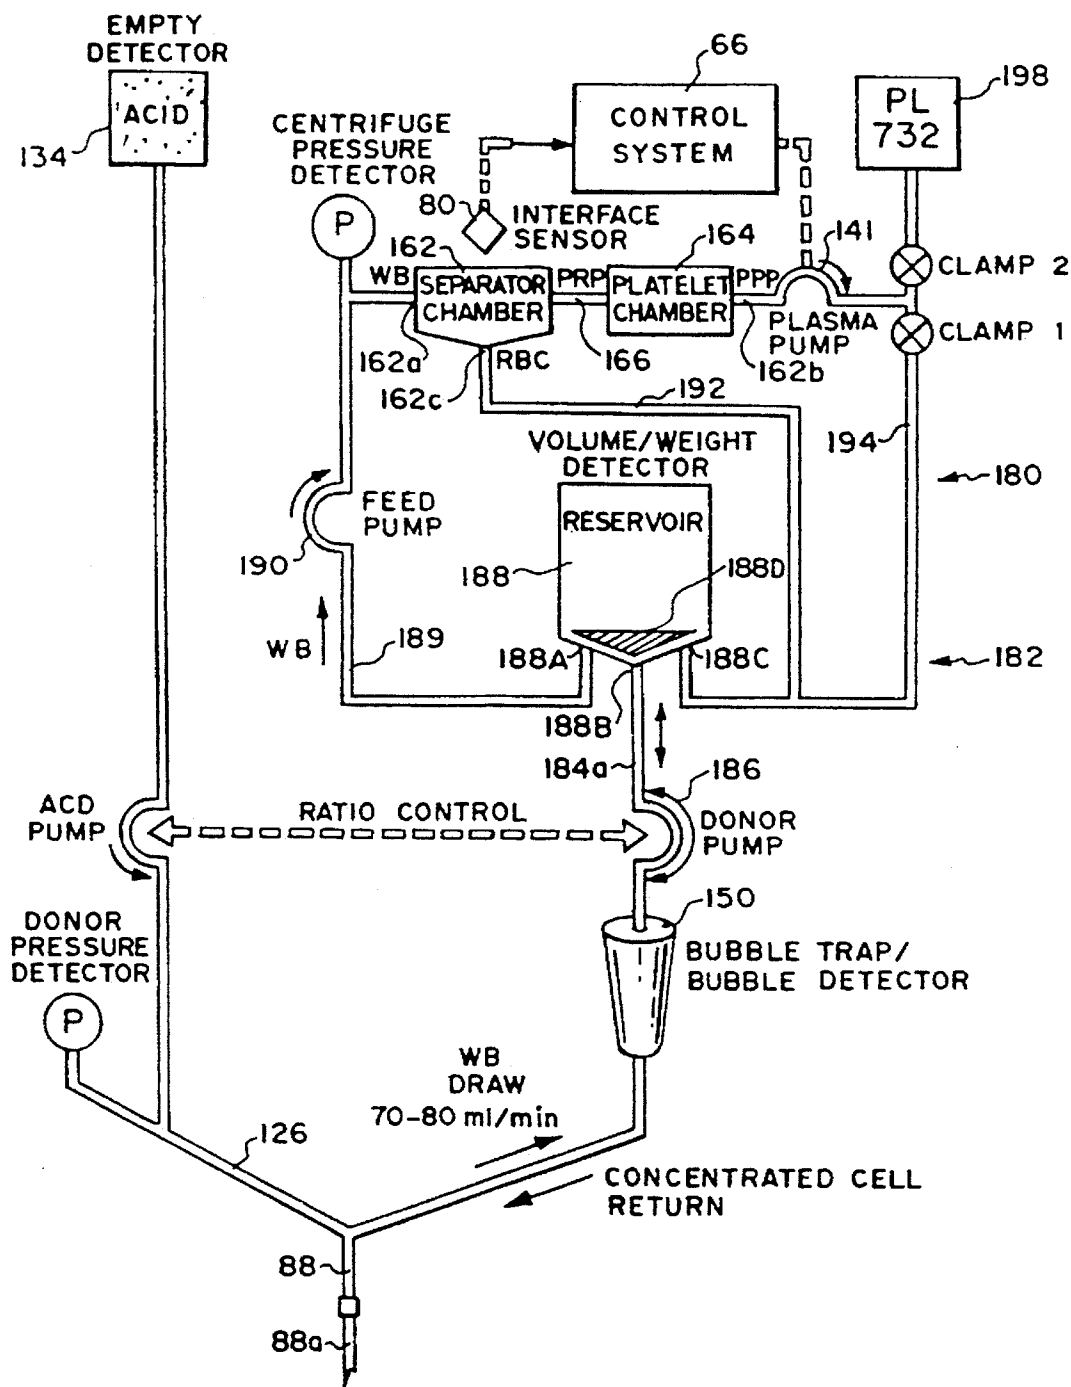 EMPTY
DETECTOR
ACID
134
66
CONTROL
SYSTEM
198
PL
732
CENTRIFUGE
PRESSURE
DETECTOR
P
80
INTERFACE
SENSOR
162
164
141
CLAMP 2
WB
SEPARATOR
CHAMBER
PRP
PLATELET
CHAMBER
PPP
PLASMA
PUMP
CLAMP 1
162a
RBC
166
162b
162c
192
194
VOLUME/WEIGHT
DETECTOR
180
FEED
PUMP
RESERVOIR
190
188
188D
WB
189
188A
188C
182
188B
184a
186
ACD
PUMP
RATIO CONTROL
DONOR
PUMP
150
DONOR
PRESSURE
DETECTOR
BUBBLE TRAP/
BUBBLE DETECTOR
P
WB
DRAW
70-80 ml/min
126
CONCENTRATED CELL
RETURN
88
88a